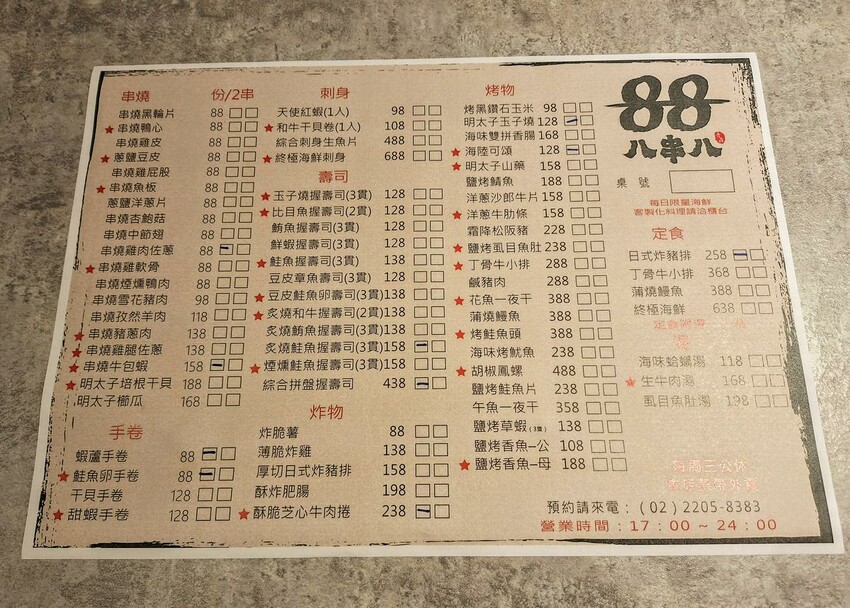 串燒 份/2串
串燒黑輪片 88
★串燒鴨心 88
串燒雞皮 88
★蔥鹽豆皮 88
串燒雞屁股 88
★串燒魚板 88
蔥鹽洋蔥片 88
串燒杏鮑菇 88
串燒中節翅 88
串燒雞肉佐蔥 88
★串燒雞軟骨 88
串燒煙燻鴨肉 88
串燒雪花豬肉 98
串燒孜然羊肉 118
★串燒豬蔥肉 138
★串燒雞腿佐蔥 138
★串燒牛包蝦 158
★明太子培根干貝 188
明太子櫛瓜 168
手卷
蝦蘆手卷 88
★鮭魚卵手卷 88
干貝手卷 128
★甜蝦手卷 128
刺身
天使紅蝦(1人) 98
★和牛干貝卷(1人) 108
綜合刺身生魚片 488
★終極海鮮刺身 688
壽司
★玉子燒握壽司(3貫) 128
★比目魚握壽司(2貫) 128
鮪魚握壽司(3貫) 128
鮮蝦握壽司(3貫) 128
★鮭魚握壽司(3貫) 138
豆皮章魚壽司(3貫) 128
★豆皮鮭魚卵壽司(3貫) 138
★炙燒和牛握壽司(2貫) 138
炙燒鮪魚握壽司(3貫) 138
炙燒鮭魚握壽司(3貫) 158
★煙燻鮭魚握壽司(3貫) 158
綜合拼盤握壽司 438
炸物
炸脆薯 88
薄脆炸雞 138
厚切日式炸豬排 158
酥炸肥腸 198
★酥脆芝心牛肉捲 238
烤物
烤黑鑽石玉米 98
明太子玉子燒 128
海味雙拼香腸 168
★海陸可頌 128
★明太子山藥 158
鹽烤鯖魚 188
洋蔥沙郎牛片 158
★洋蔥牛肋條 158
霜降松阪豬 228
★鹽烤虱目魚肚 238
★丁骨牛小排 288
鹹豬肉 288
★花魚一夜干 388
蒲燒鰻魚 388
★烤鮭魚頭 388
海味烤魷魚 238
★胡椒鳳螺 488
鹽烤鮭魚片 238
午魚一夜干 358
鹽烤草蝦(3隻) 138
鹽烤香魚–公 108
★鹽烤香魚–母 188
88
八串八
桌 號
每日限量海鮮
客製化料理請洽櫃台
定食
日式炸豬排 258
丁骨牛小排 368
蒲燒鰻魚 388
終極海鮮 638
定食附湯
湯
海味蛤蠣湯 118
★生牛肉湯 168
虱目魚肚湯 198
每周三公休
預約請來電：(02)2205-8383
營業時間：17：00～24：00